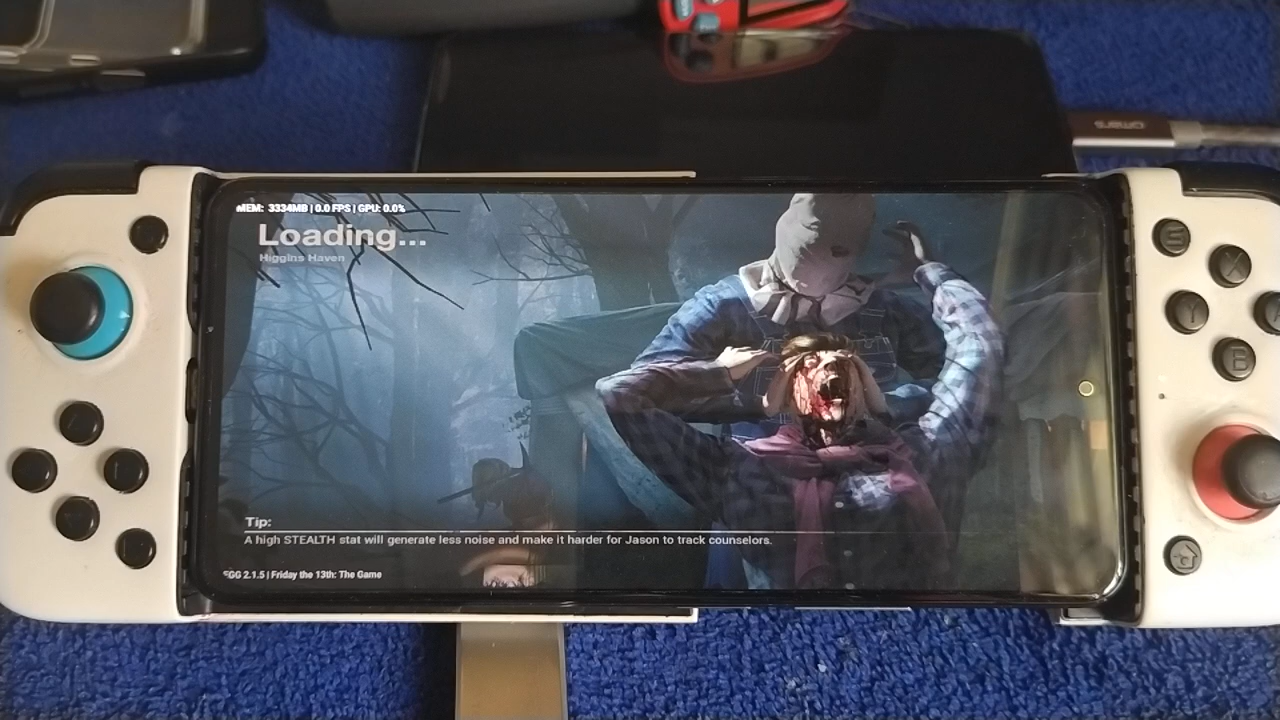 omars
MEM: 3334MB | 0.0 FPS | GPU: 0.0%
Loading...
Higgins Haven
S
X
Y
B
Tip:
A high STEALTH stat will generate less noise and make it harder for Jason to track counselors.
EGG 2.1.5 | Friday the 13th: The Game